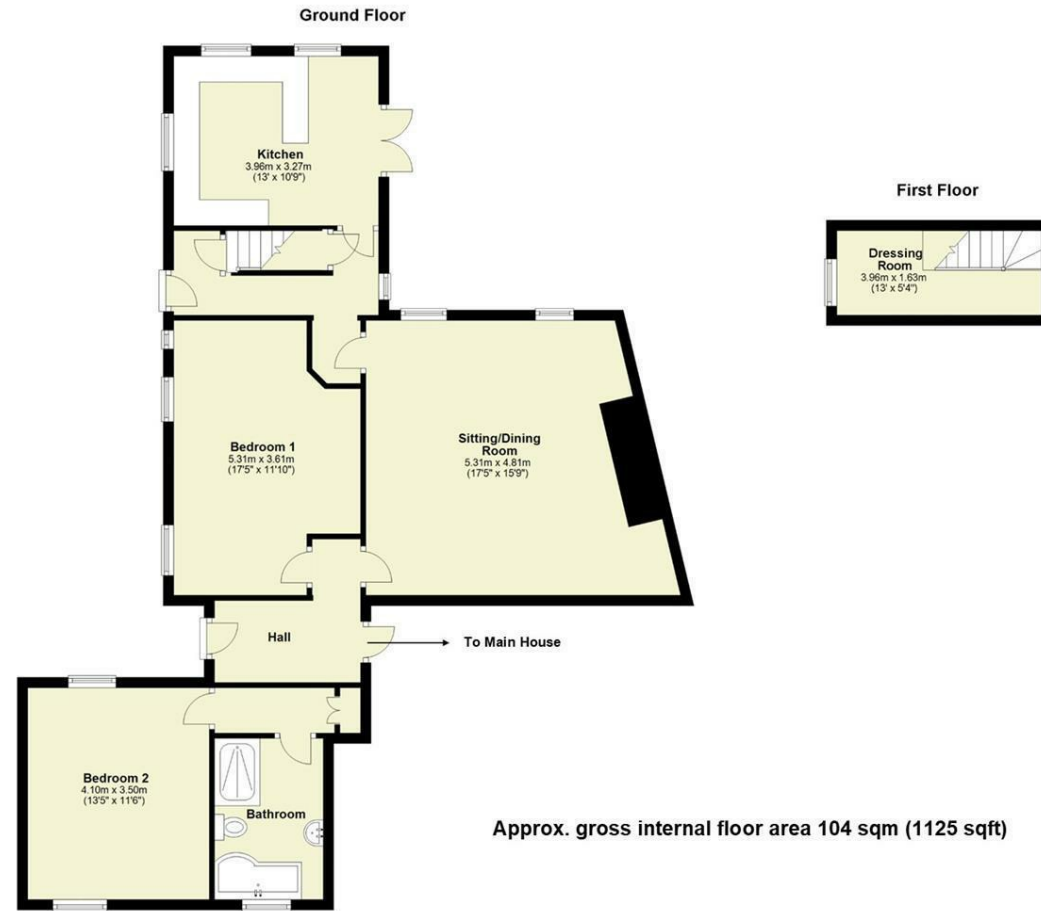 Ground Floor
Kitchen
3.96m x 3.27m
(13' x 10'9")
First Floor
Dressing
Room
3.96m x 1.63m
(13' x 5'4")
Bedroom 1
5.31m x 3.61m
(17'5" x 11'10")
Sitting/Dining
Room
5.31m x 4.81m
(17'5" x 15'9")
Hall
To Main House
Bedroom 2
4.10m x 3.50m
(13'5" x 11'6")
Bathroom
Approx. gross internal floor area 104 sqm (1125 sqft)